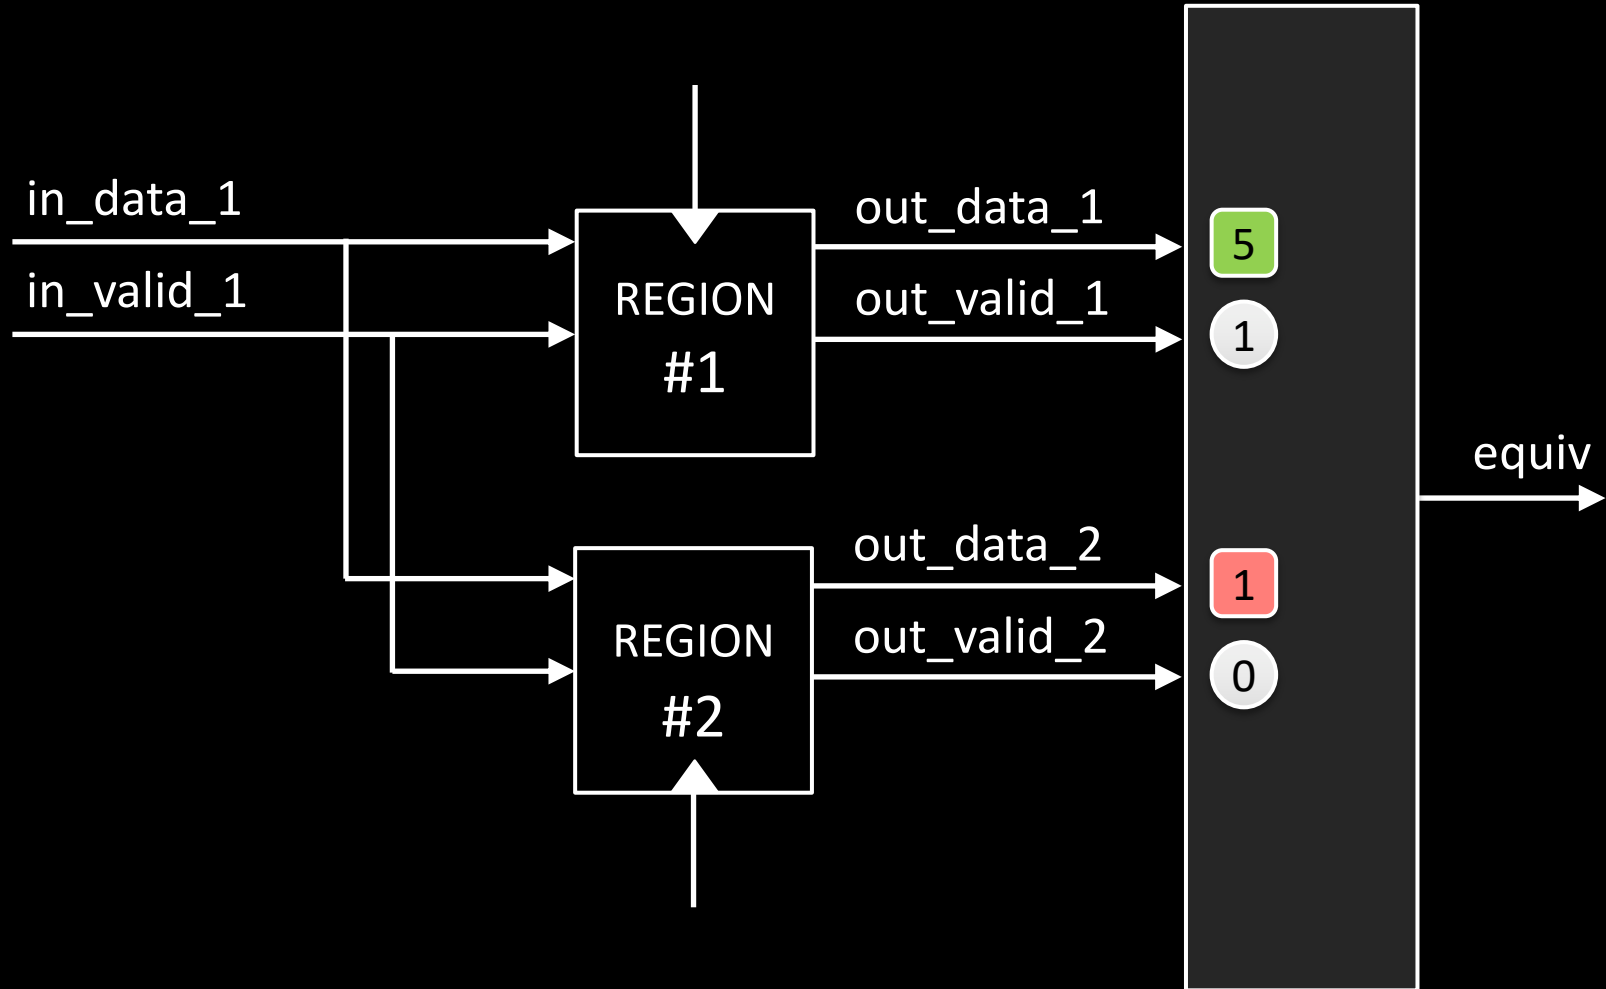 in_data_1
in_valid_1
REGION
#1
out_data_1
out_valid_1
5
1
equiv
REGION
#2
out_data_2
out_valid_2
1
0